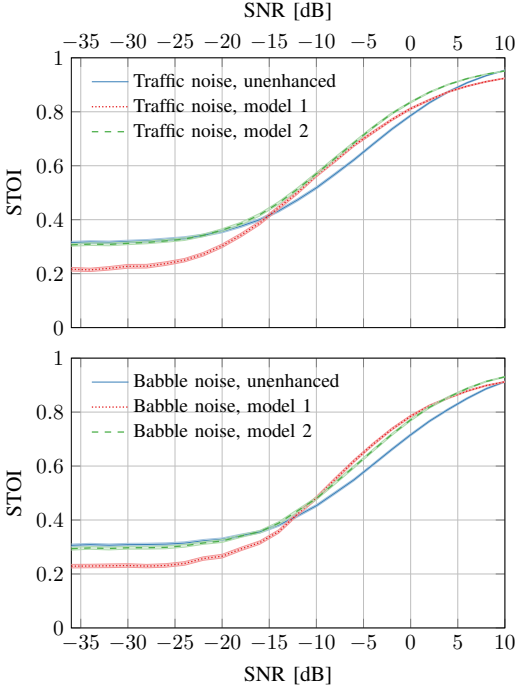 SNR [dB]
−35 −30 −25 −20 −15 −10 −5 0 5 10
1
Traffic noise, unenhanced
Traffic noise, model 1
Traffic noise, model 2
0.8
0.6
STOI
0.4
0.2
0
1
Babble noise, unenhanced
Babble noise, model 1
Babble noise, model 2
0.8
0.6
STOI
0.4
0.2
0
−35 −30 −25 −20 −15 −10 −5 0 5 10
SNR [dB]